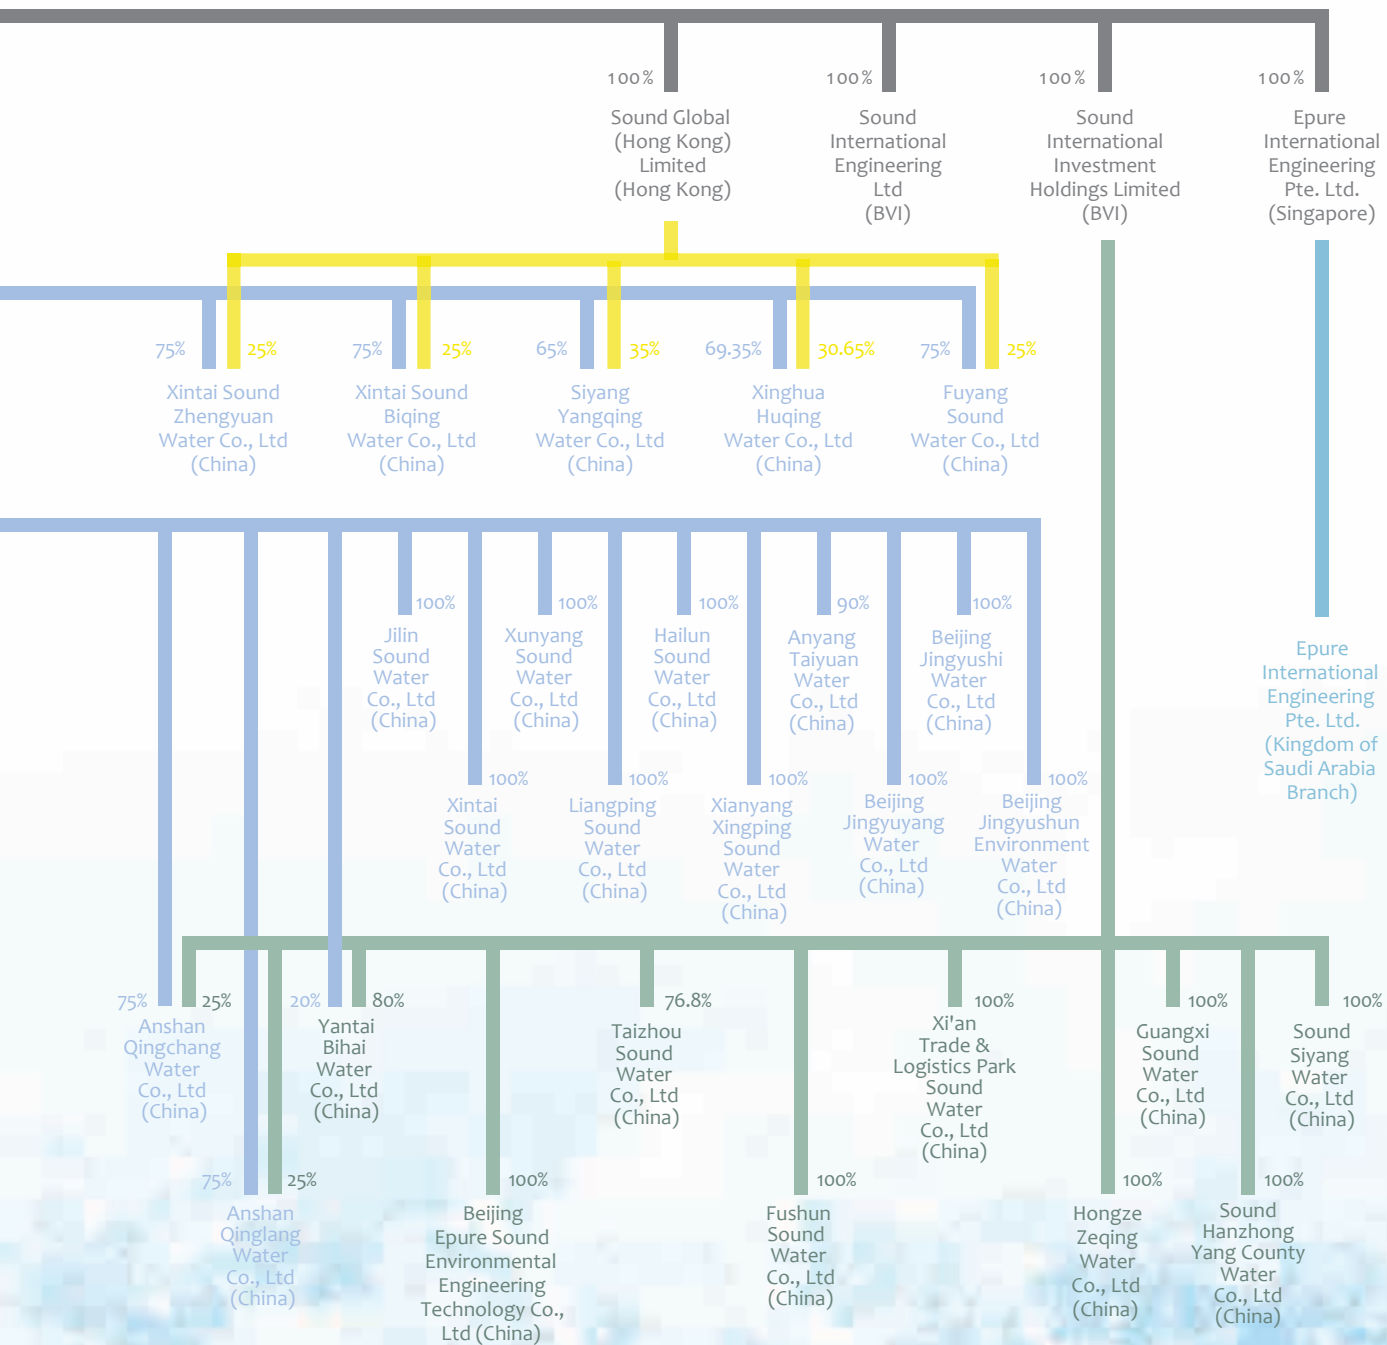 100%
Sound Global
(Hong Kong)
Limited
(Hong Kong)
100%
Sound
International
Engineering
Ltd
(BVI)
100%
Sound
International
Investment
Holdings Limited
(BVI)
100%
Epure
International
Engineering
Pte. Ltd.
(Singapore)
75%
25%
Xintai Sound
Zhengyuan
Water Co., Ltd
(China)
75%
25%
Xintai Sound
Biqing
Water Co., Ltd
(China)
65%
35%
Siyang
Yangqing
Water Co., Ltd
(China)
69.35%
30.65%
Xinghua
Huqing
Water Co., Ltd
(China)
75%
25%
Fuyang
Sound
Water Co., Ltd
(China)
100%
Jilin
Sound
Water
Co., Ltd
(China)
100%
Xunyang
Sound
Water
Co., Ltd
(China)
100%
Hailun
Sound
Water
Co., Ltd
(China)
90%
Anyang
Taiyuan
Water
Co., Ltd
(China)
100%
Beijing
Jingyushi
Water
Co., Ltd
(China)
Epure
International
Engineering
Pte. Ltd.
(Kingdom of
Saudi Arabia
Branch)
100%
Xintai
Sound
Water
Co., Ltd
(China)
100%
Liangping
Sound
Water
Co., Ltd
(China)
100%
Xianyang
Xingping
Sound
Water
Co., Ltd
(China)
100%
Beijing
Jingyuyang
Water
Co., Ltd
(China)
100%
Beijing
Jingyushun
Environment
Water
Co., Ltd
(China)
75%
25%
Anshan
Qingchang
Water
Co., Ltd
(China)
20%
80%
Yantai
Bihai
Water
Co., Ltd
(China)
76.8%
Taizhou
Sound
Water
Co., Ltd
(China)
100%
Xi'an
Trade &
Logistics Park
Sound
Water
Co., Ltd
(China)
100%
Guangxi
Sound
Water
Co., Ltd
(China)
100%
Sound
Siyang
Water
Co., Ltd
(China)
75%
25%
Anshan
Qinglang
Water
Co., Ltd
(China)
100%
Beijing
Epure Sound
Environmental
Engineering
Technology Co.,
Ltd (China)
100%
Fushun
Sound
Water
Co., Ltd
(China)
100%
Hongze
Zeqing
Water
Co., Ltd
(China)
100%
Sound
Hanzhong
Yang County
Water
Co., Ltd
(China)